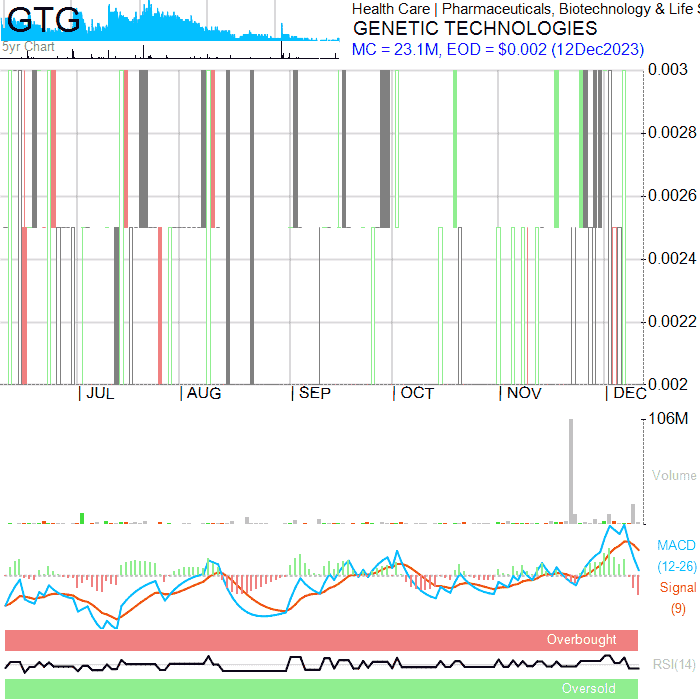 GTG
5yr Chart
Health Care | Pharmaceuticals, Biotechnology & Life S
GENETIC TECHNOLOGIES
MC = 23.1M, EOD = $0.002 (12Dec2023)
0.003
0.0028
0.0026
0.0024
0.0022
0.002
JUL AUG SEP OCT NOV DEC
106M
Volume
MACD
(12-26)
Signal
(9)
Overbought
RSI(14)
Oversold